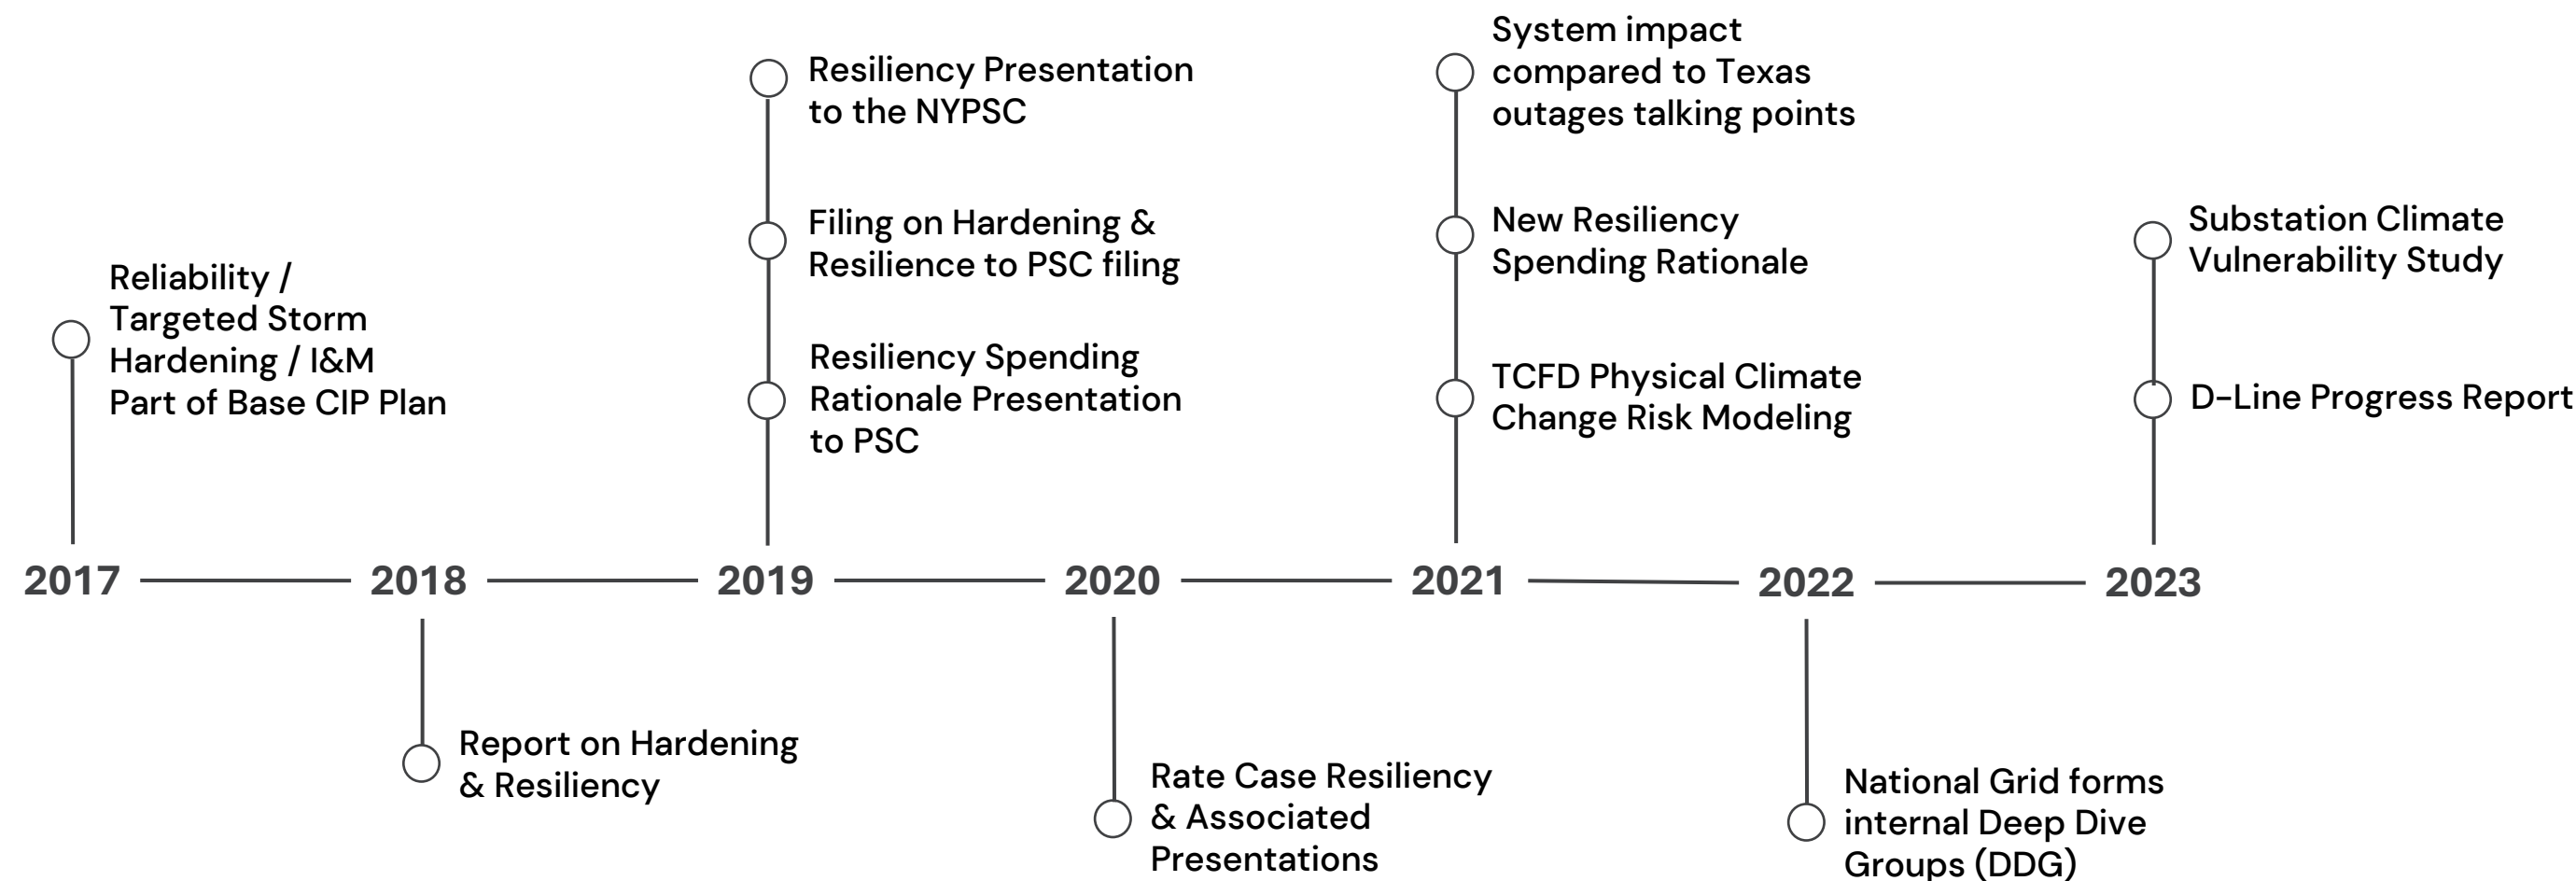 System impact
compared to Texas
outages talking points
Resiliency Presentation
to the NYPSC
New Resiliency
Spending Rationale
Substation Climate
Vulnerability Study
Filing on Hardening &
Resilience to PSC filing
Reliability /
Targeted Storm
Hardening / I&M
Part of Base CIP Plan
Resiliency Spending
Rationale Presentation
to PSC
TCFD Physical Climate
Change Risk Modeling
D-Line Progress Report
2017
2018
2019
2020
2021
2022
2023
Report on Hardening
& Resiliency
Rate Case Resiliency
& Associated
Presentations
National Grid forms
internal Deep Dive
Groups (DDG)